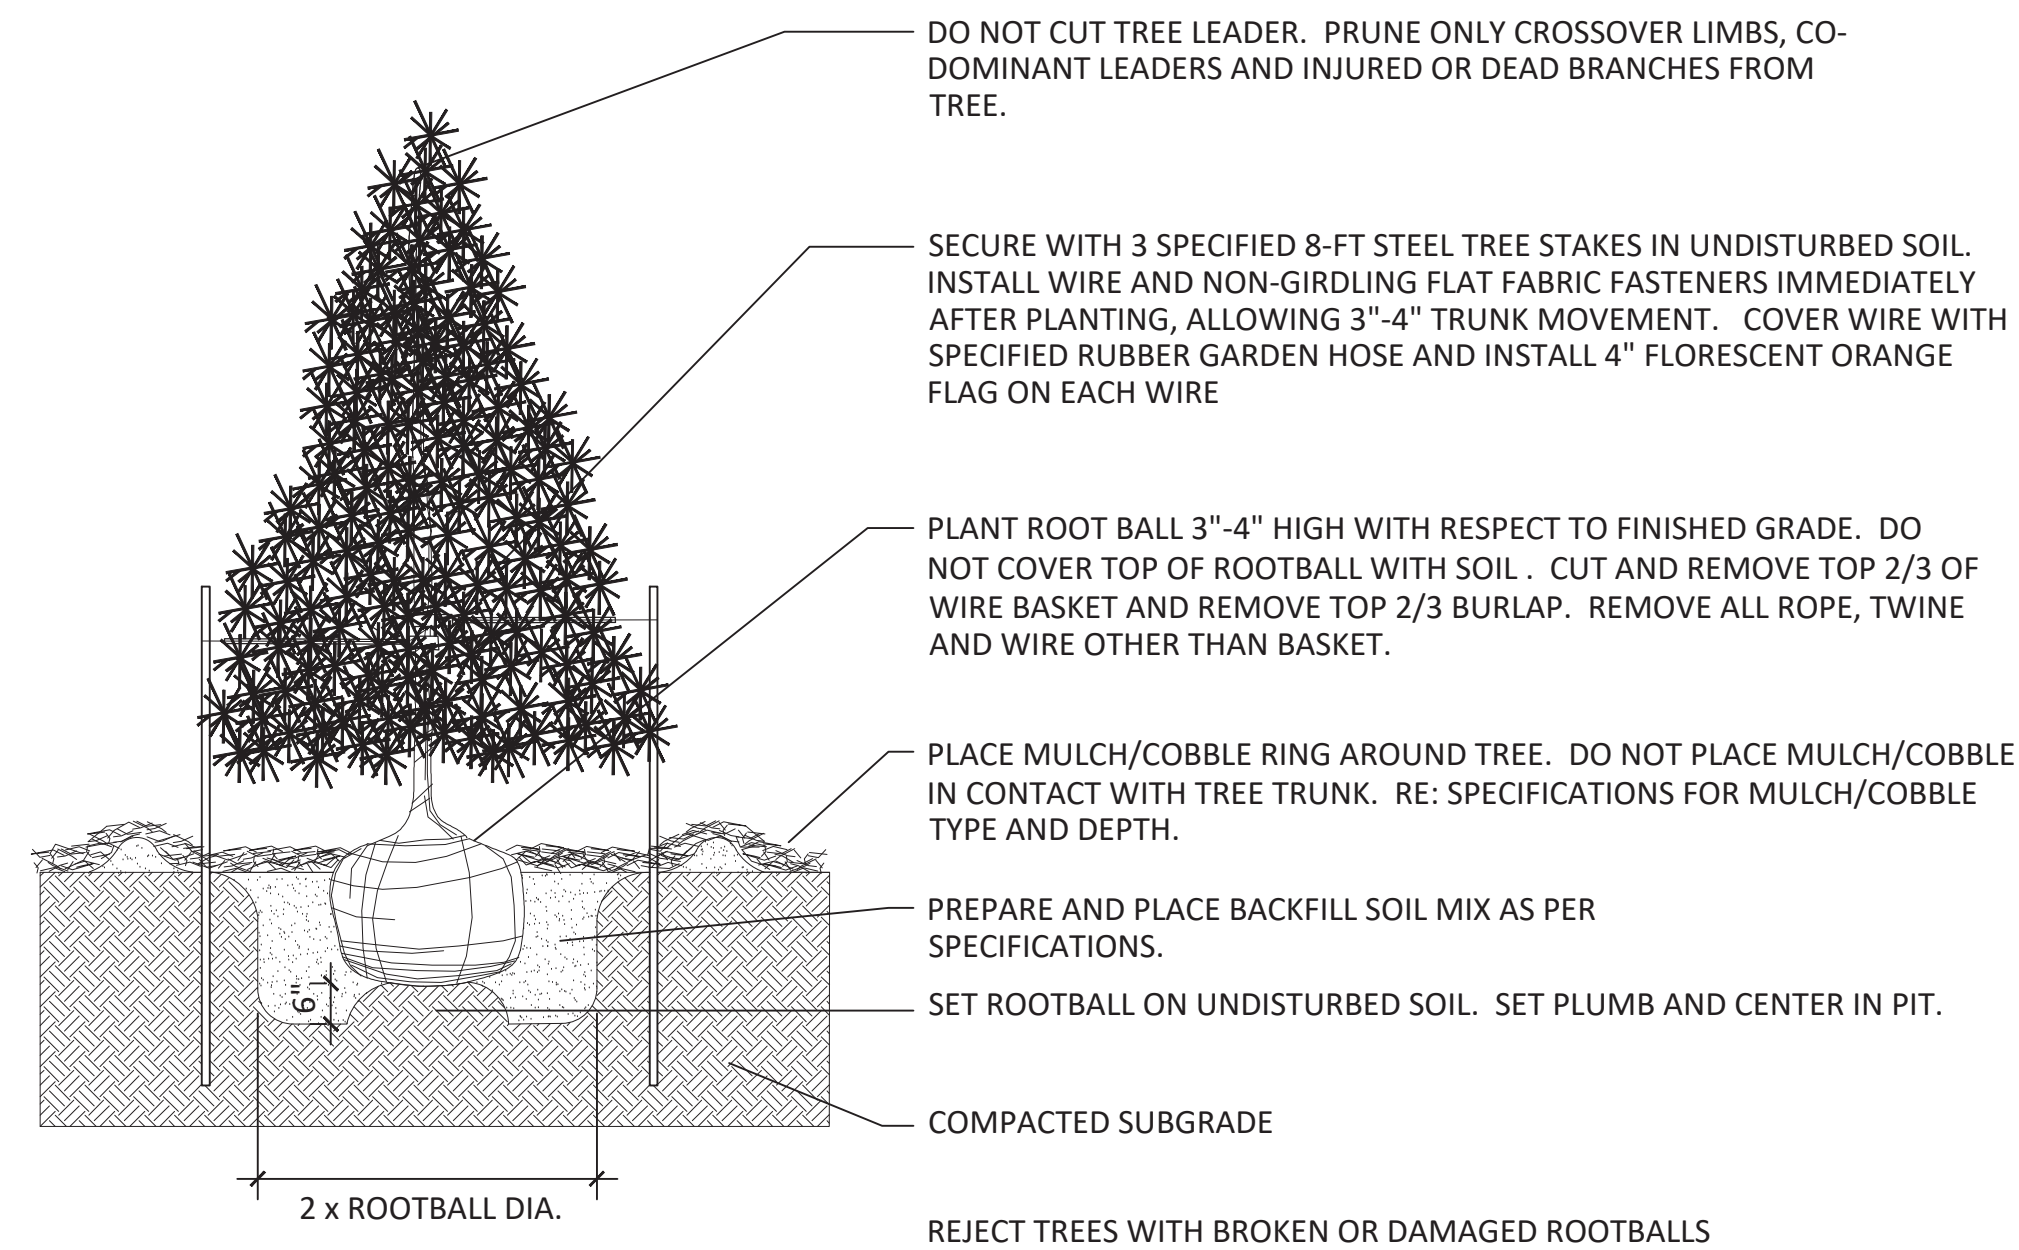 DO NOT CUT TREE LEADER.  PRUNE ONLY CROSSOVER LIMBS, CO-
DOMINANT LEADERS AND INJURED OR DEAD BRANCHES FROM
TREE.
SECURE WITH 3 SPECIFIED 8-FT STEEL TREE STAKES IN UNDISTURBED SOIL.
INSTALL WIRE AND NON-GIRDLING FLAT FABRIC FASTENERS IMMEDIATELY
AFTER PLANTING, ALLOWING 3"-4" TRUNK MOVEMENT.   COVER WIRE WITH
SPECIFIED RUBBER GARDEN HOSE AND INSTALL 4" FLORESCENT ORANGE
FLAG ON EACH WIRE
PLANT ROOT BALL 3"-4" HIGH WITH RESPECT TO FINISHED GRADE.  DO
NOT COVER TOP OF ROOTBALL WITH SOIL .  CUT AND REMOVE TOP 2/3 OF
WIRE BASKET AND REMOVE TOP 2/3 BURLAP.  REMOVE ALL ROPE, TWINE
AND WIRE OTHER THAN BASKET.
PLACE MULCH/COBBLE RING AROUND TREE.  DO NOT PLACE MULCH/COBBLE
IN CONTACT WITH TREE TRUNK.  RE: SPECIFICATIONS FOR MULCH/COBBLE
TYPE AND DEPTH.
PREPARE AND PLACE BACKFILL SOIL MIX AS PER
SPECIFICATIONS.
6"
SET ROOTBALL ON UNDISTURBED SOIL.  SET PLUMB AND CENTER IN PIT.
COMPACTED SUBGRADE
2 x ROOTBALL DIA.
REJECT TREES WITH BROKEN OR DAMAGED ROOTBALLS